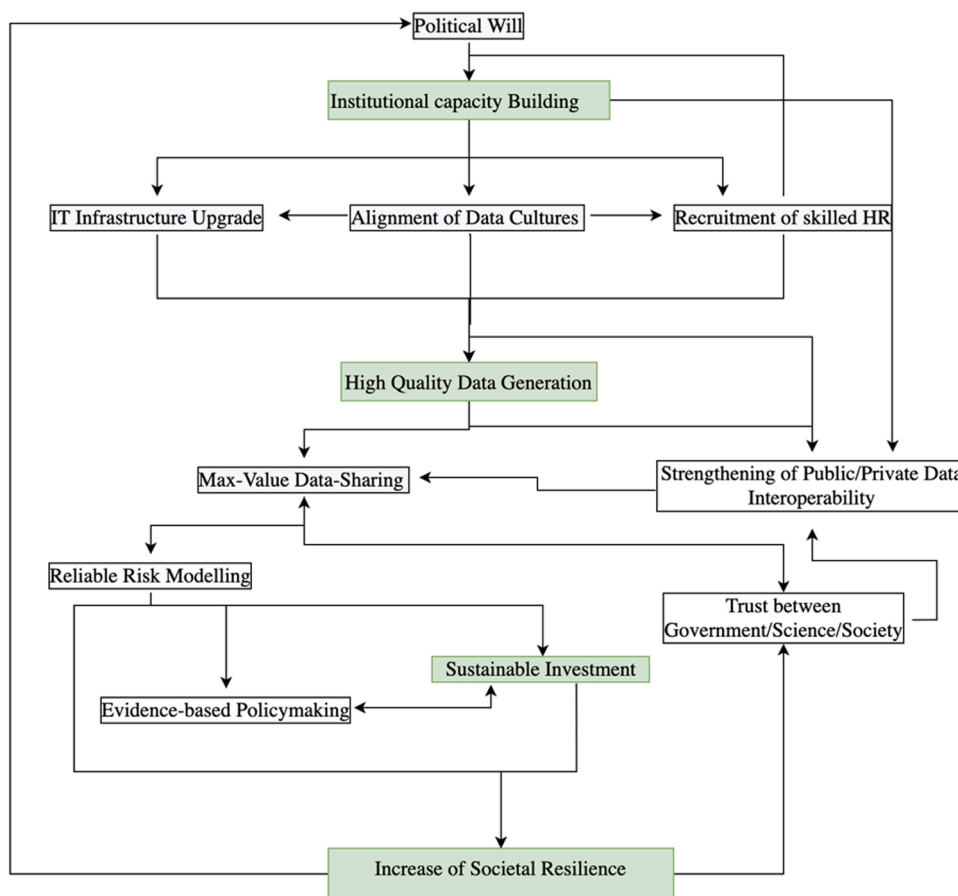 Political Will
Institutional capacity Building
IT Infrastructure Upgrade
Alignment of Data Cultures
Recruitment of skilled HR
High Quality Data Generation
Max-Value Data-Sharing
Strengthening of Public/Private Data
Interoperability
Reliable Risk Modelling
Trust between
Government/Science/Society
Sustainable Investment
Evidence-based Policymaking
Increase of Societal Resilience